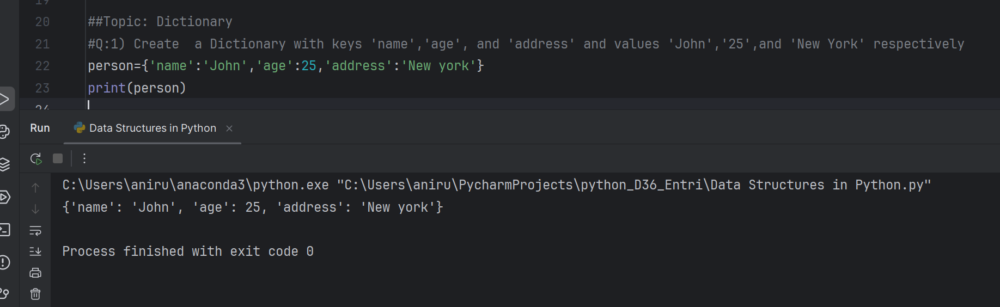 19
20 ##Topic: Dictionary
21 #Q:1) Create  a Dictionary with keys 'name','age', and 'address' and values 'John','25',and 'New York' respectively
22 person={'name':'John','age':25,'address':'New york'}
23 print(person)
24
Run Data Structures in Python
C:\Users\aniru\anaconda3\python.exe "C:\Users\aniru\PycharmProjects\python_D36_Entri\Data Structures in Python.py"
{'name': 'John', 'age': 25, 'address': 'New york'}
Process finished with exit code 0